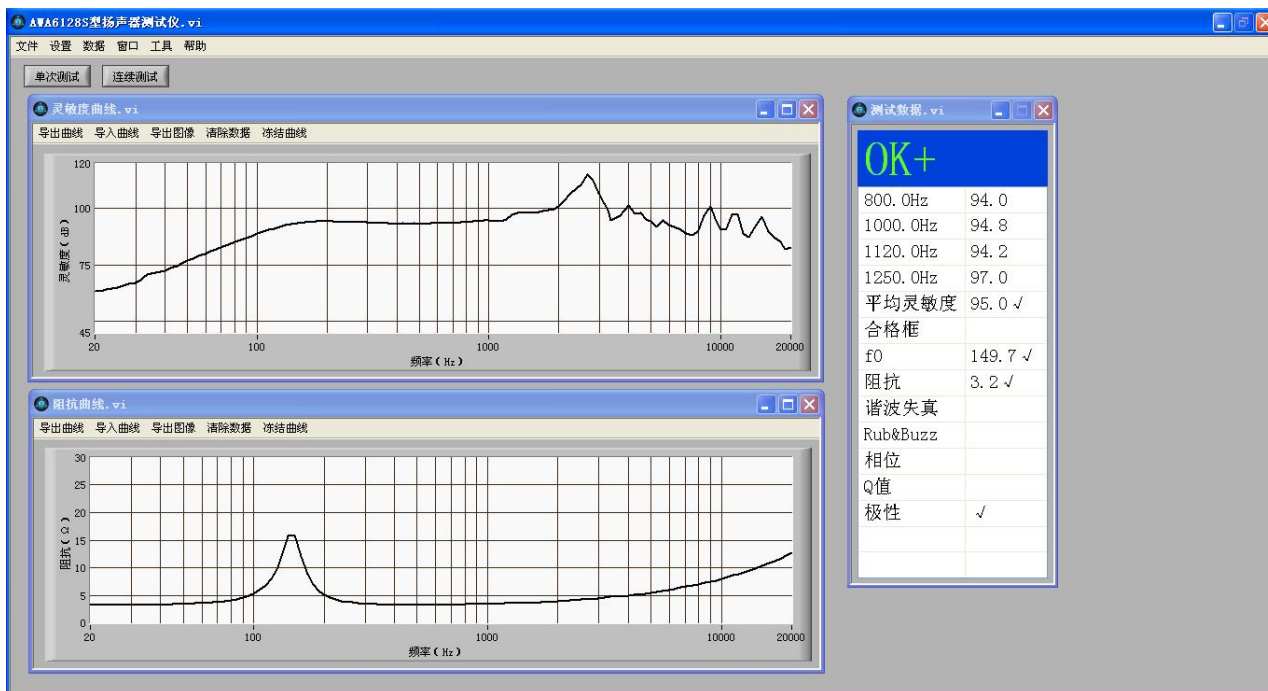 AWA6128S型扬声器测试仪.vi
文件 设置 数据 窗口 工具 帮助
单次测试 连续测试
灵敏度曲线.vi
导出曲线 导入曲线 导出图像 清除数据 冻结曲线
120
100
75
45
灵敏度(dB)
20 100 1000 10000 20000
频率(Hz)
阻抗曲线.vi
导出曲线 导入曲线 导出图像 清除数据 冻结曲线
30
25
20
15
10
5
0
阻抗(Ω)
20 100 1000 10000 20000
频率(Hz)
测试数据.vi
OK+
800.0Hz 94.0
1000.0Hz 94.8
1120.0Hz 94.2
1250.0Hz 97.0
平均灵敏度 95.0√
合格框
f0 149.7√
阻抗 3.2√
谐波失真
Rub&Buzz
相位
Q值
极性 √